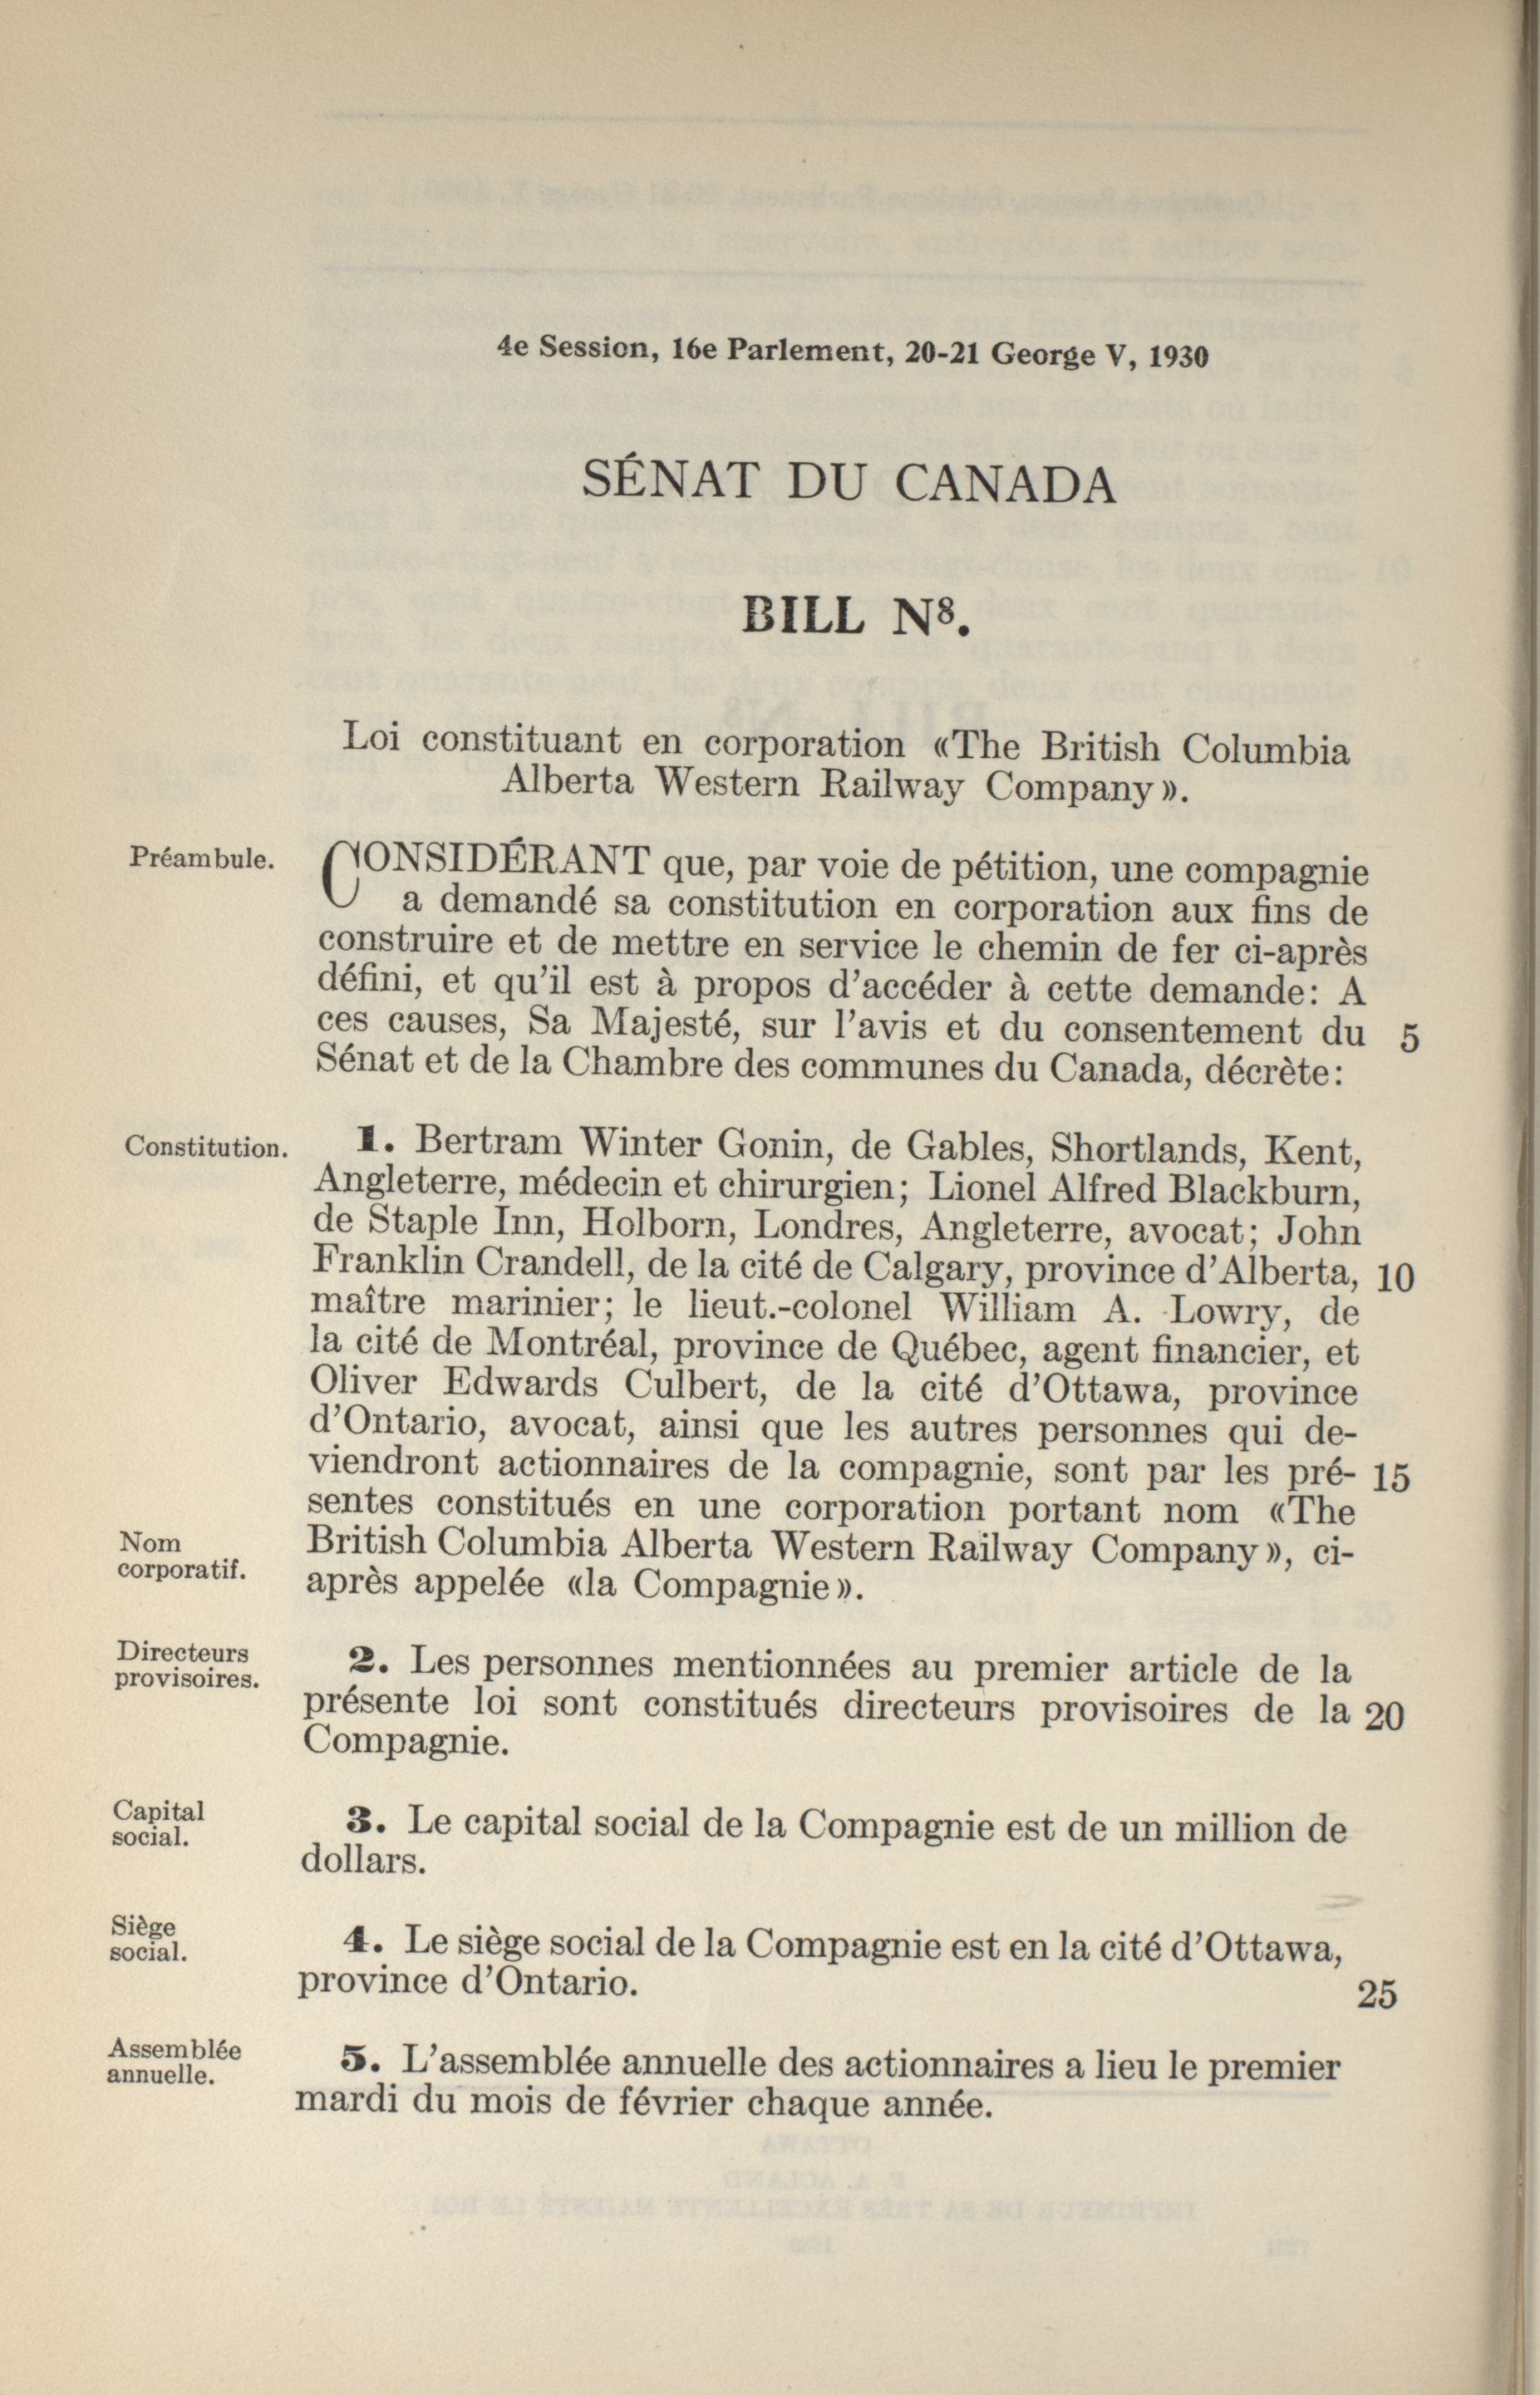 4e Session, 16e Parlement, 20-21 George V, 1930
SÉNAT DU CANADA
BILL N⁸.
Loi constituant en corporation «The British Columbia
Alberta Western Railway Company».
Préambule.
CONSIDÉRANT que, par voie de pétition, une compagnie
a demandé sa constitution en corporation aux fins de
construire et de mettre en service le chemin de fer ci-après
défini, et qu'il est à propos d'accéder à cette demande: A
ces causes, Sa Majesté, sur l'avis et du consentement du 5
Sénat et de la Chambre des communes du Canada, décrète:
Constitution.
1. Bertram Winter Gonin, de Gables, Shortlands, Kent,
Angleterre, médecin et chirurgien; Lionel Alfred Blackburn,
de Staple Inn, Holborn, Londres, Angleterre, avocat; John
Franklin Crandell, de la cité de Calgary, province d'Alberta, 10
maître marinier; le lieut.-colonel William A. Lowry, de
la cité de Montréal, province de Québec, agent financier, et
Oliver Edwards Culbert, de la cité d'Ottawa, province
d'Ontario, avocat, ainsi que les autres personnes qui de-
viendront actionnaires de la compagnie, sont par les pré- 15
sentes constitués en une corporation portant nom «The
Nom
corporatif.
British Columbia Alberta Western Railway Company», ci-
après appelée «la Compagnie».
Directeurs
provisoires.
2. Les personnes mentionnées au premier article de la
présente loi sont constitués directeurs provisoires de la 20
Compagnie.
Capital
social.
3. Le capital social de la Compagnie est de un million de
dollars.
Siège
social.
4. Le siège social de la Compagnie est en la cité d'Ottawa,
province d'Ontario. 25
Assemblée
annuelle.
5. L'assemblée annuelle des actionnaires a lieu le premier
mardi du mois de février chaque année.